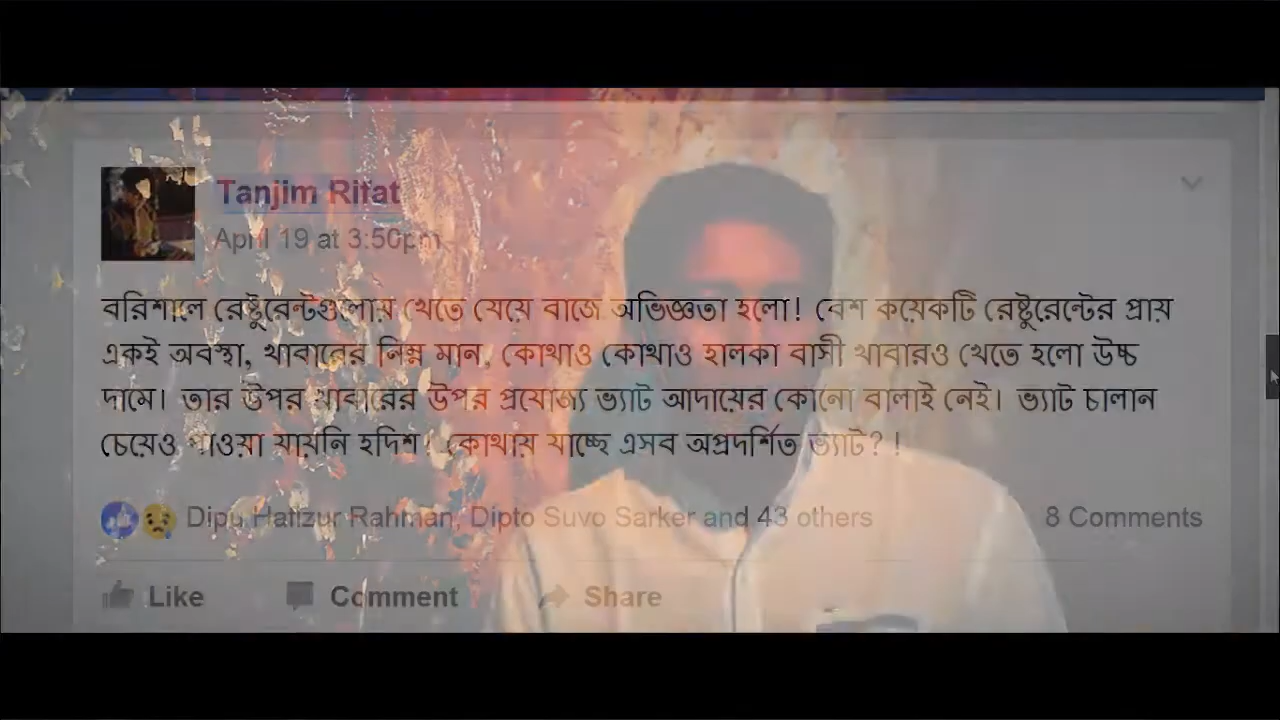 Tanjim Rifat
April 19 at 3:50pm
বরিশালে রেষ্টুরেন্টগুলোয় খেতে যেয়ে বাজে অভিজ্ঞতা হলো! বেশ কয়েকটি রেষ্টুরেন্টের প্রায়
একই অবস্থা, খাবারের নিম্ন মান, কোথাও কোথাও হালকা বাসী খাবারও খেতে হলো উচ্চ
দামে। তার উপর খাবারের উপর প্রযোজ্য ভ্যাট আদায়ের কোনো বালাই নেই। ভ্যাট চালান
চেয়েও পাওয়া যায়নি হদিশ! কোথায় যাচ্ছে এসব অপ্রদর্শিত ভ্যাট?!
Dipu Hafizur Rahman, Dipto Suvo Sarker and 43 others
8 Comments
Like Comment Share